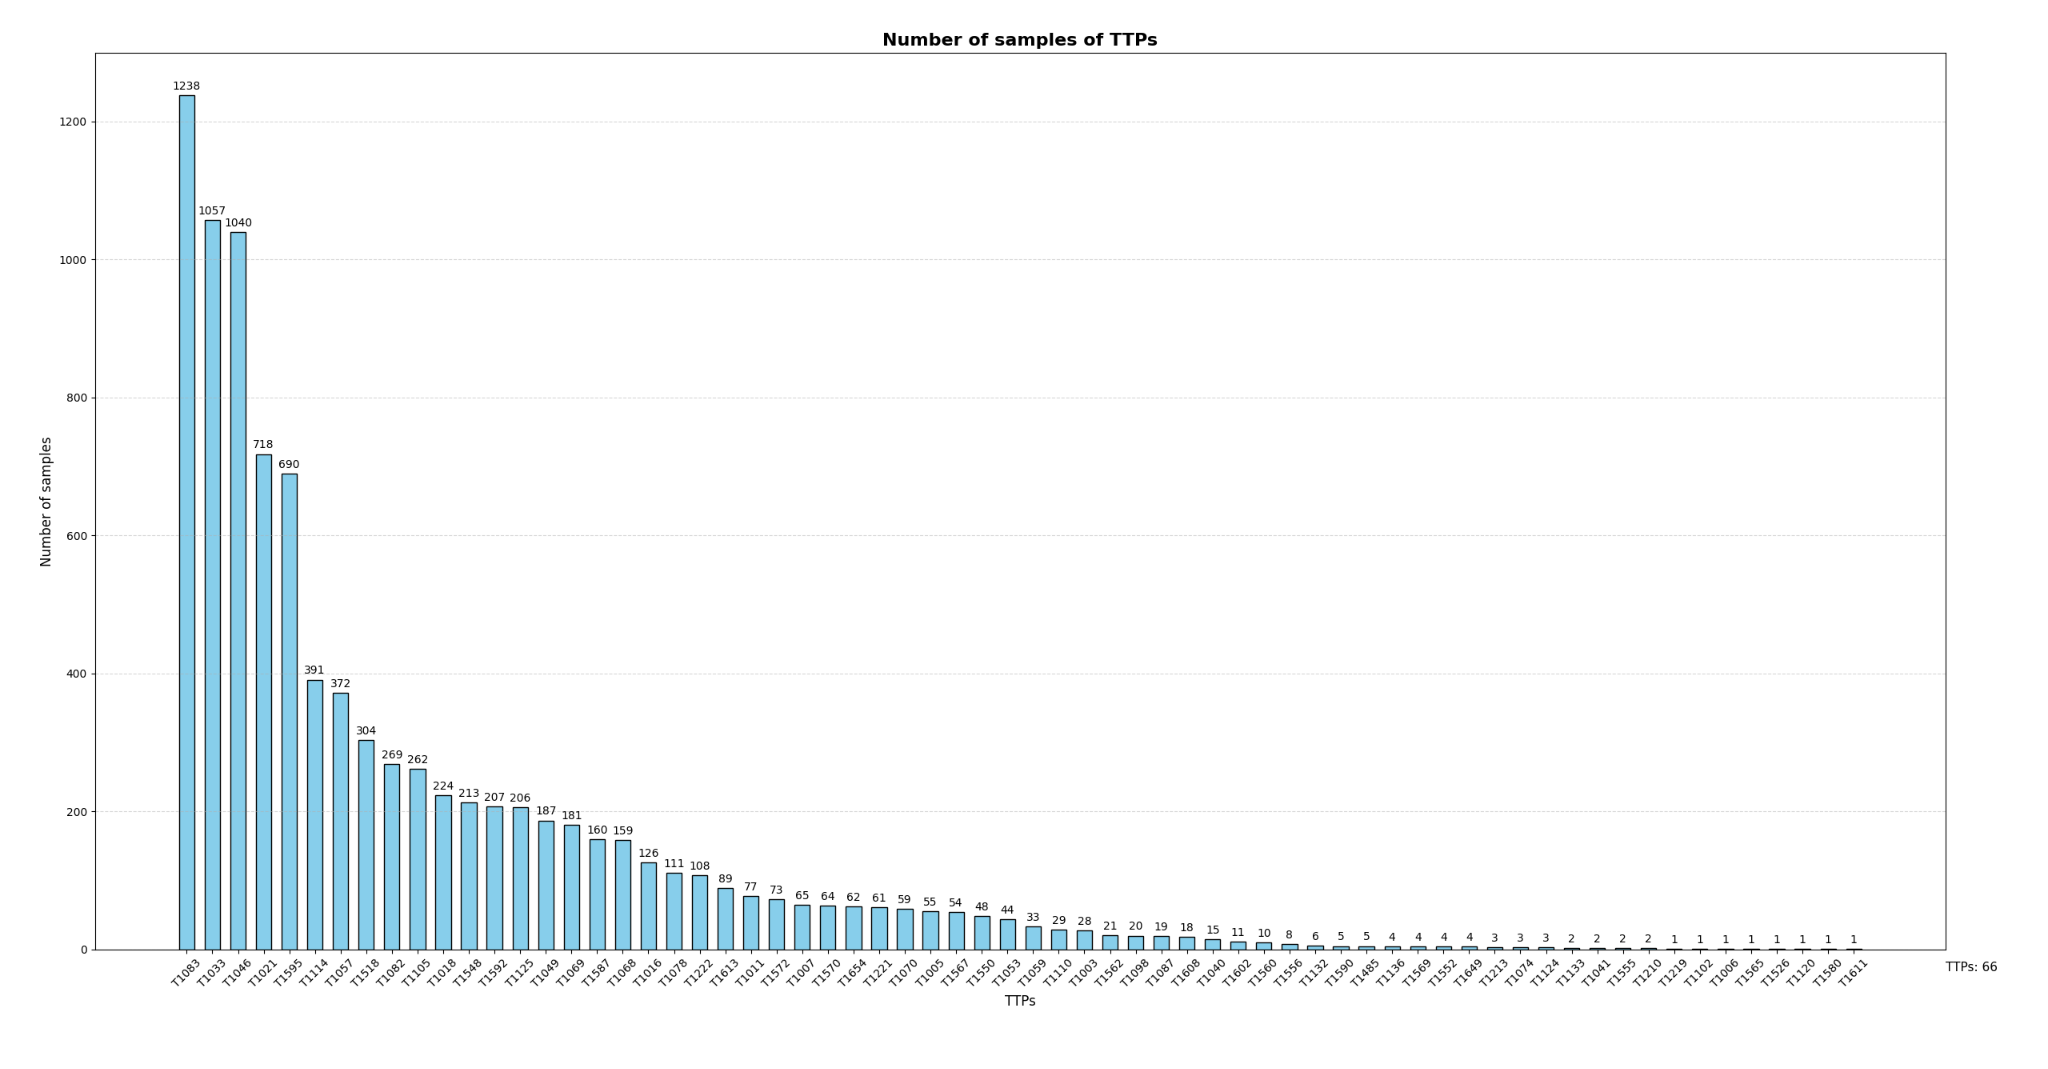 Number of samples of TTPs
Number of samples
1200
1000
800
600
400
200
0
1238
1057
1040
718
690
391
372
304
269
262
224
213
207
206
187
181
160
159
126
111
108
89
77
73
65
64
62
61
59
55
54
48
44
33
29
28
21
20
19
18
15
11
10
8
6
5
5
4
4
4
4
3
3
3
2
2
2
2
1
1
1
1
1
1
1
1
T1083
T1033
T1046
T1021
T1595
T1114
T1057
T1518
T1082
T1105
T1018
T1548
T1592
T1125
T1049
T1069
T1587
T1068
T1016
T1078
T1222
T1613
T1011
T1572
T1007
T1570
T1654
T1221
T1070
T1005
T1567
T1550
T1053
T1059
T1110
T1003
T1562
T1098
T1087
T1608
T1040
T1602
T1560
T1556
T1132
T1590
T1485
T1136
T1569
T1552
T1649
T1213
T1074
T1124
T1133
T1041
T1555
T1210
T1219
T1102
T1006
T1565
T1526
T1120
T1580
T1611
TTPs: 66
TTPs